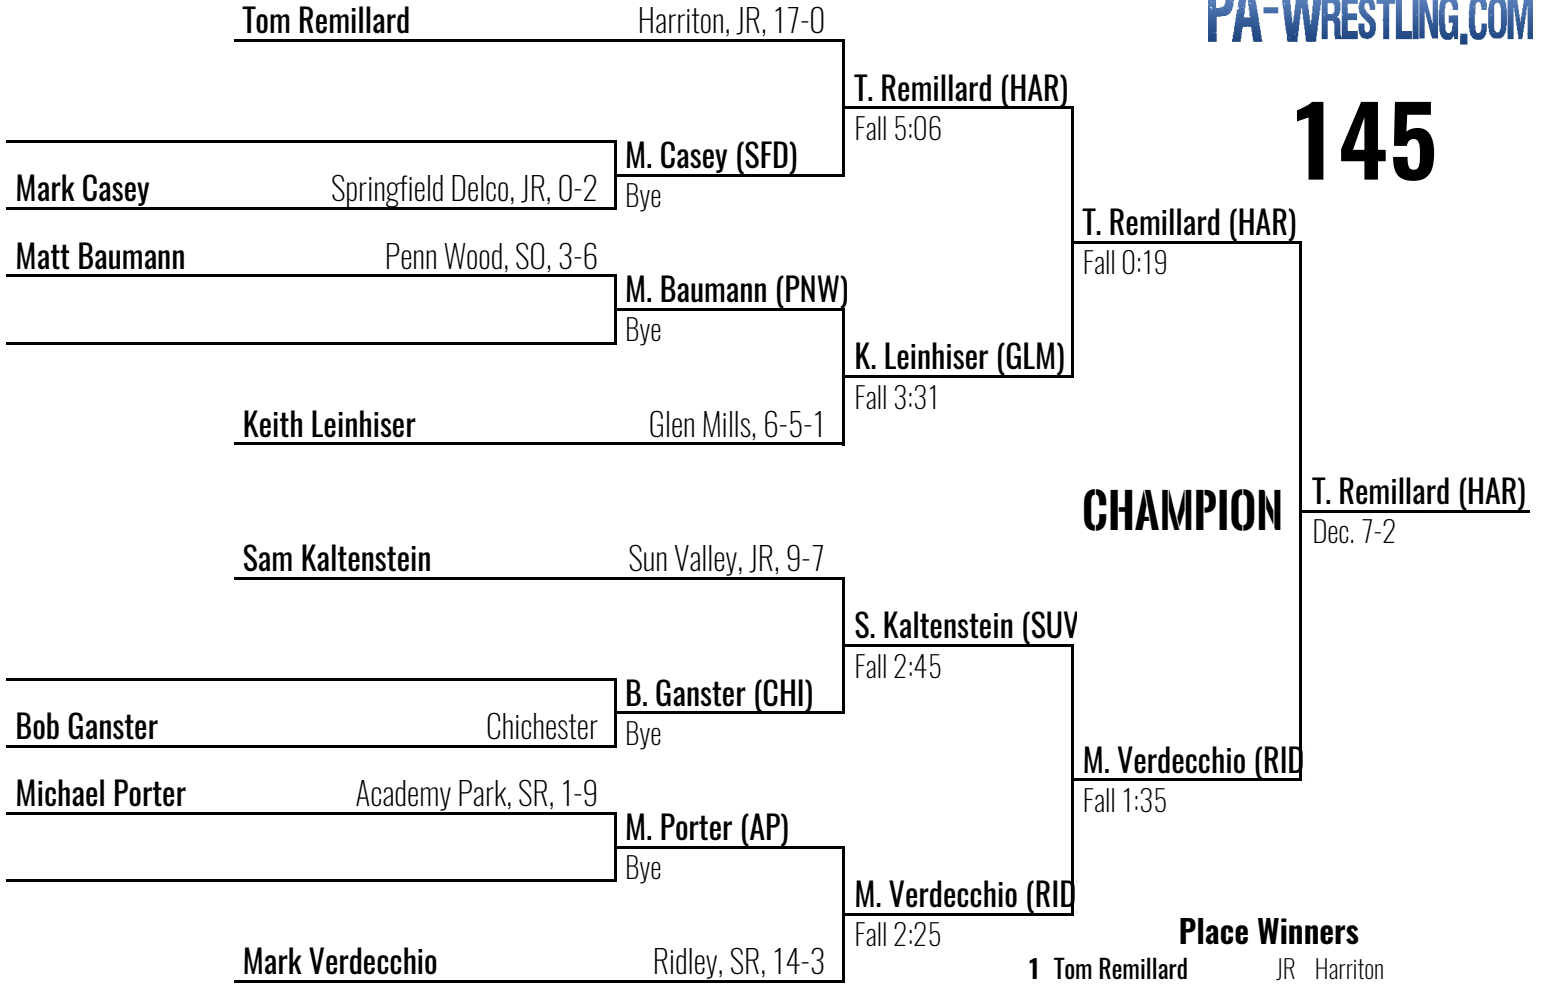 PA-WRESTLING.COM
145
Tom Remillard Harriton, JR, 17-0
T. Remillard (HAR)
Fall 5:06
M. Casey (SFD)
Mark Casey Springfield Delco, JR, 0-2
Bye
T. Remillard (HAR)
Matt Baumann Penn Wood, SO, 3-6
Fall 0:19
M. Baumann (PNW)
Bye
K. Leinhiser (GLM)
Fall 3:31
Keith Leinhiser Glen Mills, 6-5-1
CHAMPION
T. Remillard (HAR)
Dec. 7-2
Sam Kaltenstein Sun Valley, JR, 9-7
S. Kaltenstein (SUV
Fall 2:45
B. Ganster (CHI)
Bob Ganster Chichester
Bye
M. Verdecchio (RID
Michael Porter Academy Park, SR, 1-9
Fall 1:35
M. Porter (AP)
Bye
M. Verdecchio (RID
Fall 2:25
Mark Verdecchio Ridley, SR, 14-3
Place Winners
1 Tom Remillard JR Harriton